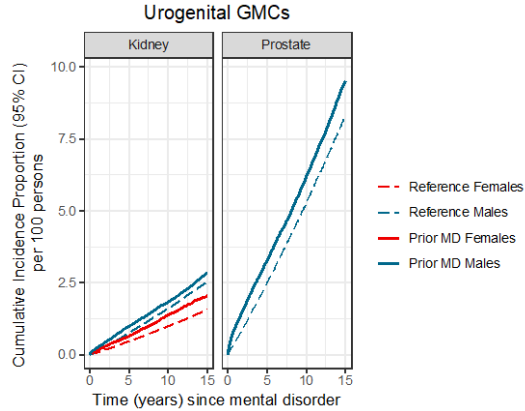 Urogenital GMCs
Kidney
Prostate
Cumulative Incidence Proportion (95% CI)
per 100 persons
10.0
7.5
5.0
2.5
0.0
0 5 10 15
0 5 10 15
Time (years) since mental disorder
Reference Females
Reference Males
Prior MD Females
Prior MD Males